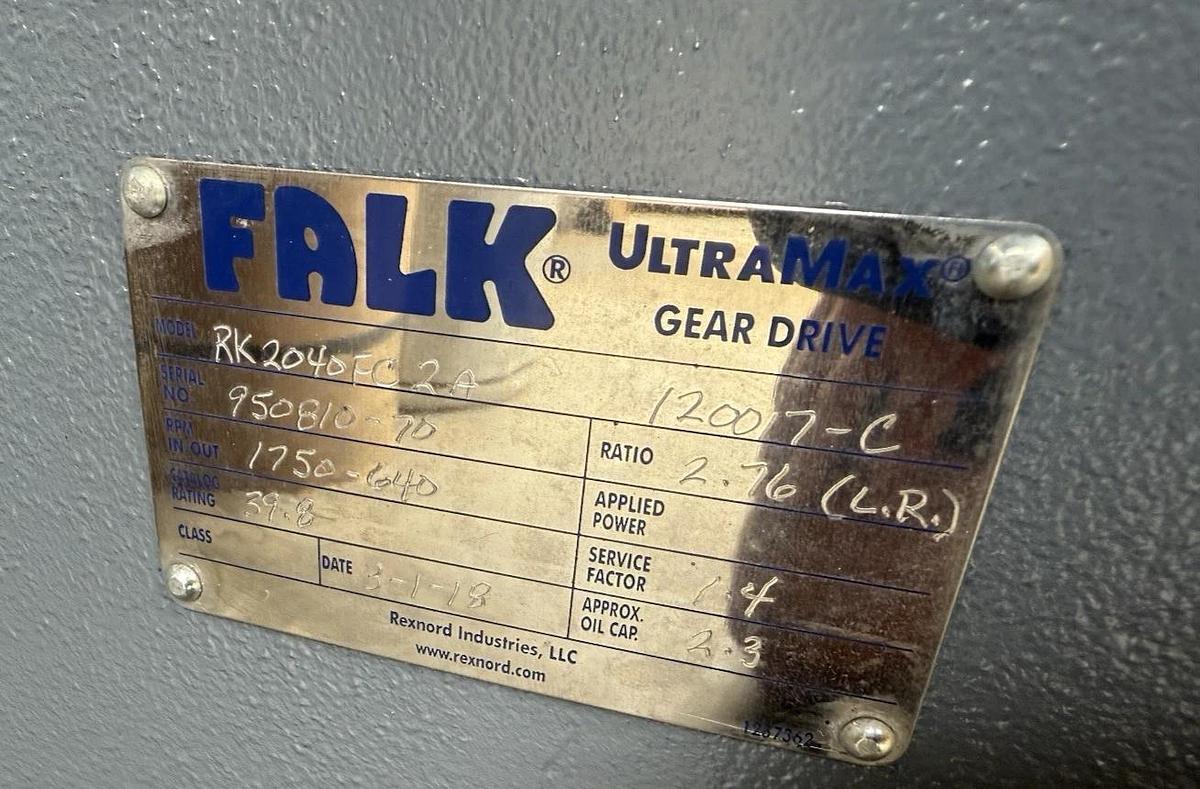 FALK® ULTRAMAX®
GEAR DRIVE
MODEL RK2040FC2A 120017-C
SERIAL NO 950810-70 RATIO 2.76 (L.R.)
RPM IN OUT 1750-640 APPLIED POWER
CATALOG RATING 39.8 SERVICE FACTOR 1.4
CLASS DATE 3-1-18 APPROX. OIL CAP. 2.3
Rexnord Industries, LLC
www.rexnord.com
1237362